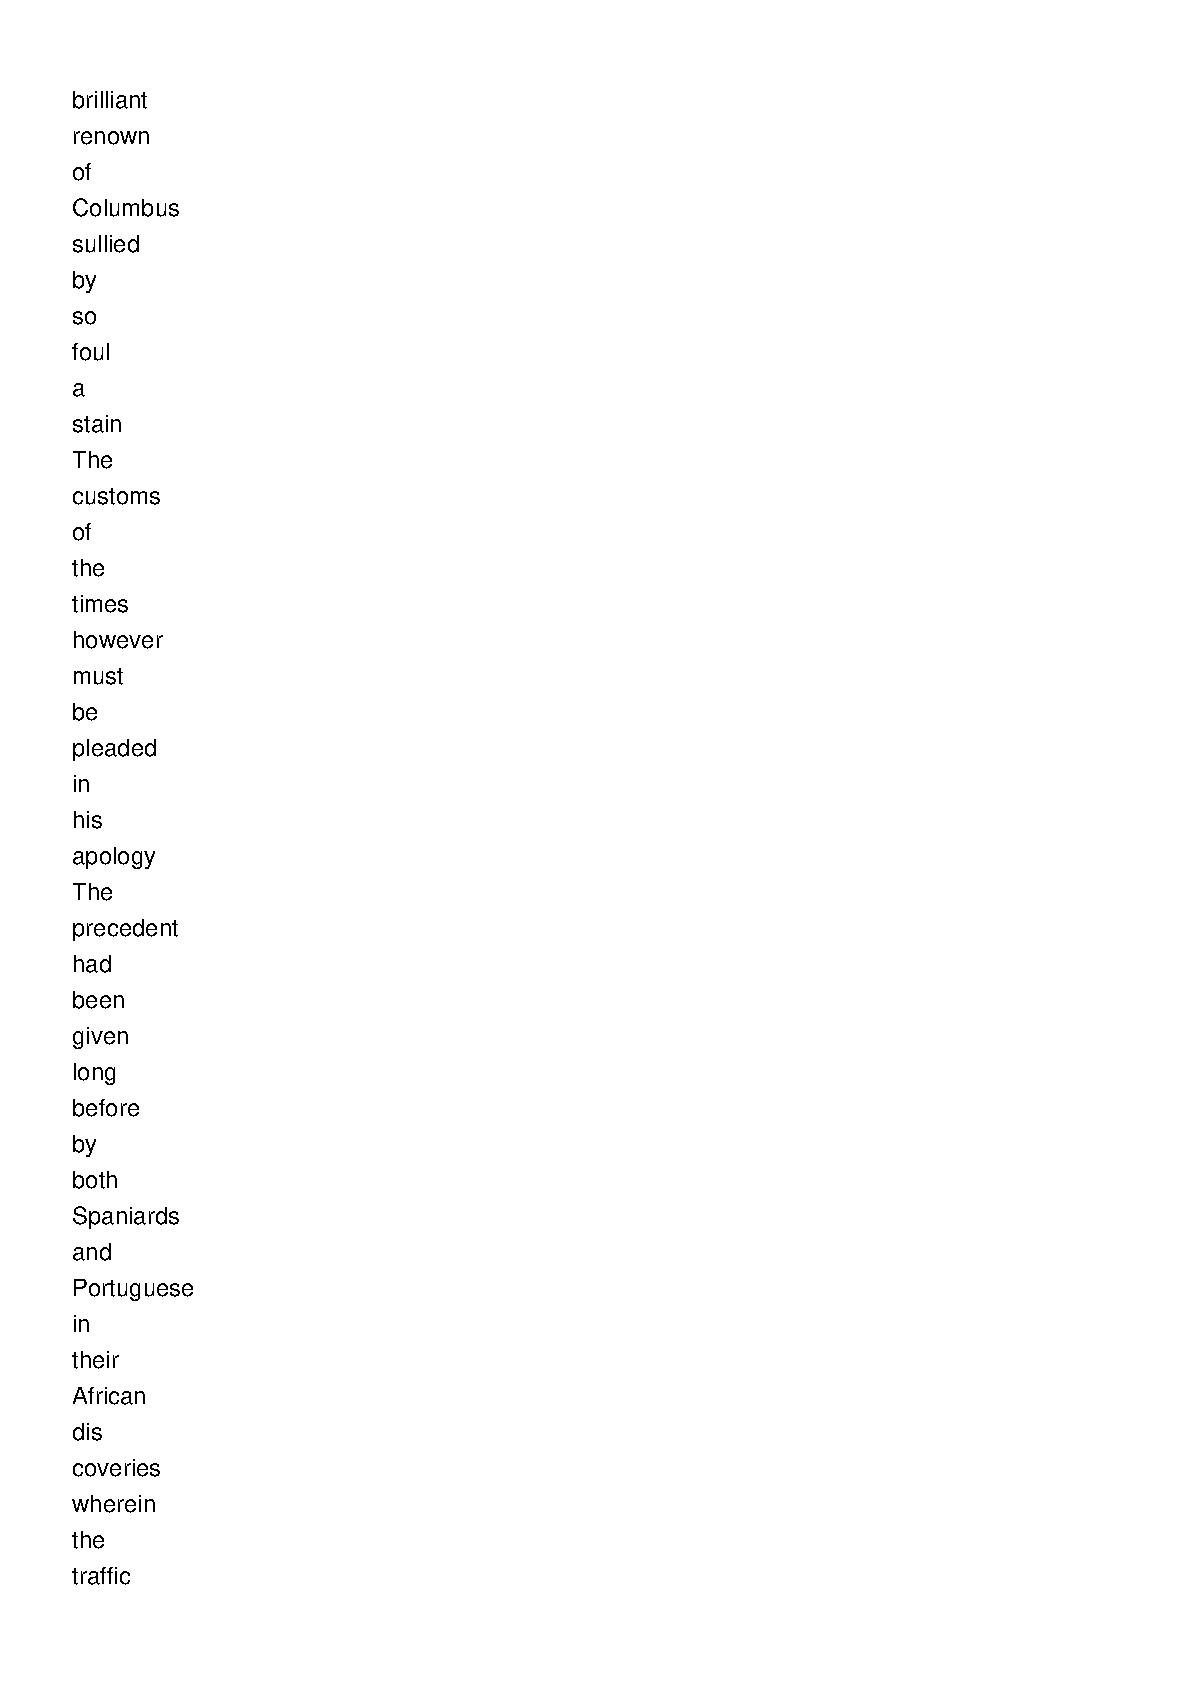 brilliant
renown
of
Columbus
sullied
by
so
foul
a
stain
The
customs
of
the
times
however
must
be
pleaded
in
his
apology
The
precedent
had
been
given
long
before
by
both
Spaniards
and
Portuguese
in
their
African
dis
coveries
wherein
the
traffic